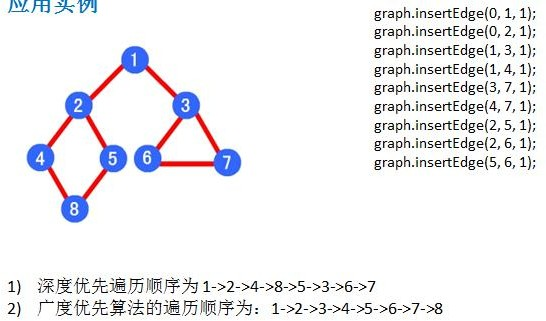 应用实例
graph.insertEdge(0, 1, 1);
graph.insertEdge(0, 2, 1);
graph.insertEdge(1, 3, 1);
graph.insertEdge(1, 4, 1);
graph.insertEdge(3, 7, 1);
graph.insertEdge(4, 7, 1);
graph.insertEdge(2, 5, 1);
graph.insertEdge(2, 6, 1);
graph.insertEdge(5, 6, 1);
1
2 3
4 5 6 7
8
1) 深度优先遍历顺序为 1->2->4->8->5->3->6->7
2) 广度优先算法的遍历顺序为：1->2->3->4->5->6->7->8